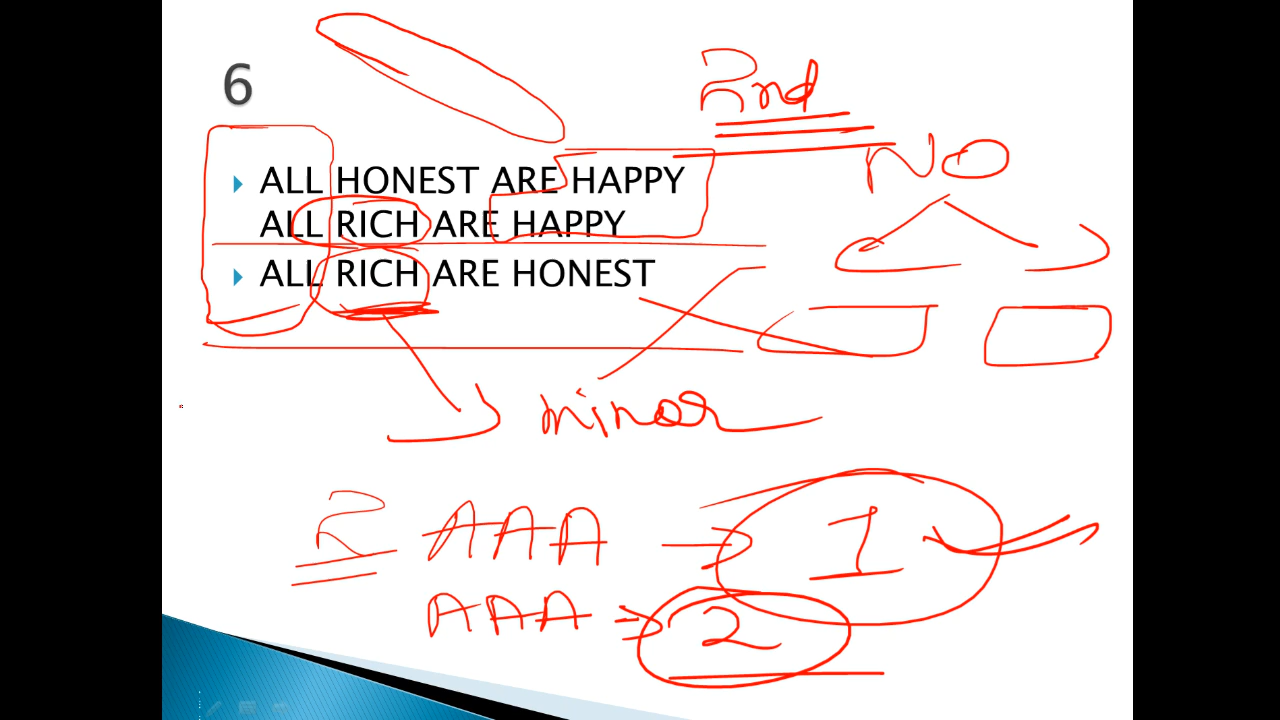 6
2nd
NO
ALL HONEST ARE HAPPY
ALL RICH ARE HAPPY
ALL RICH ARE HONEST
minor
2 AAA → 1
AAA → 2